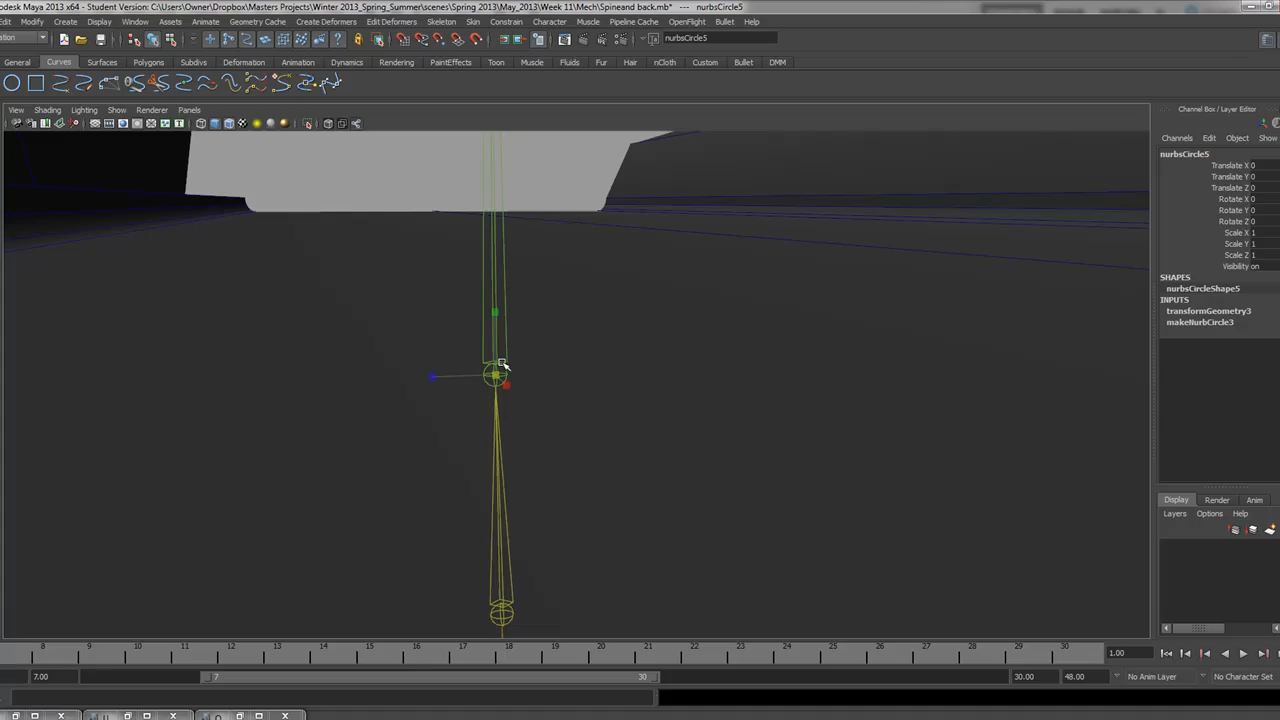 odesk Maya 2013 x64 - Student Version: C:\Users\Owner\Dropbox\Masters Projects\Winter 2013_Spring_Summer\scenes\Spring 2013\May_2013\Week 11\Mech\Spineand back.mb* --- nurbsCircle5
Edit Modify Create Display Window Assets Animate Geometry Cache Create Deformers Edit Deformers Skeleton Skin Constrain Character Muscle Pipeline Cache OpenFlight Bullet Help
ation nurbsCircle5
General Curves Surfaces Polygons Subdivs Deformation Animation Dynamics Rendering PaintEffects Toon Muscle Fluids Fur Hair nCloth Custom Bullet DMM
View Shading Lighting Show Renderer Panels
Channel Box / Layer Editor
Channels Edit Object Show
nurbsCircle5
Translate X 0
Translate Y 0
Translate Z 0
Rotate X 0
Rotate Y 0
Rotate Z 0
Scale X 1
Scale Y 1
Scale Z 1
Visibility on
SHAPES
nurbsCircleShape5
INPUTS
transformGeometry3
makeNurbCircle3
Display Render Anim
Layers Options Help
8 9 10 11 12 13 14 15 16 17 18 19 20 21 22 23 24 25 26 27 28 29 30 1.00
7.00 7 30 30.00 48.00 No Anim Layer No Character Set